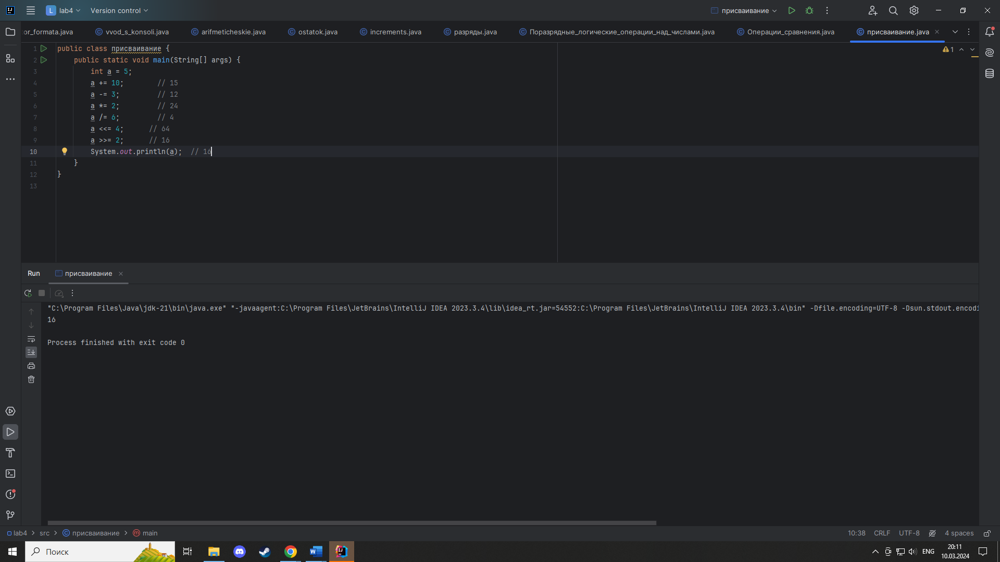 L lab4 Version control присваивание
or_formata.java vvod_s_konsoli.java arifmeticheskie.java ostatok.java increments.java разряды.java Поразрядные_логические_операции_над_числами.java Операции_сравнения.java присваивание.java
1 public class присваивание {
2 public static void main(String[] args) {
3 int a = 5;
4 a += 10; // 15
5 a -= 3; // 12
6 a *= 2; // 24
7 a /= 6; // 4
8 a <<= 4; // 64
9 a >>= 2; // 16
10 System.out.println(a); // 16
11 }
12 }
13
1
Run присваивание
"C:\Program Files\Java\jdk-21\bin\java.exe" "-javaagent:C:\Program Files\JetBrains\IntelliJ IDEA 2023.3.4\lib\idea_rt.jar=54552:C:\Program Files\JetBrains\IntelliJ IDEA 2023.3.4\bin" -Dfile.encoding=UTF-8 -Dsun.stdout.encodi
16
Process finished with exit code 0
lab4 > src > присваивание > main 10:38 CRLF UTF-8 4 spaces
Поиск ENG 20:11
10.03.2024